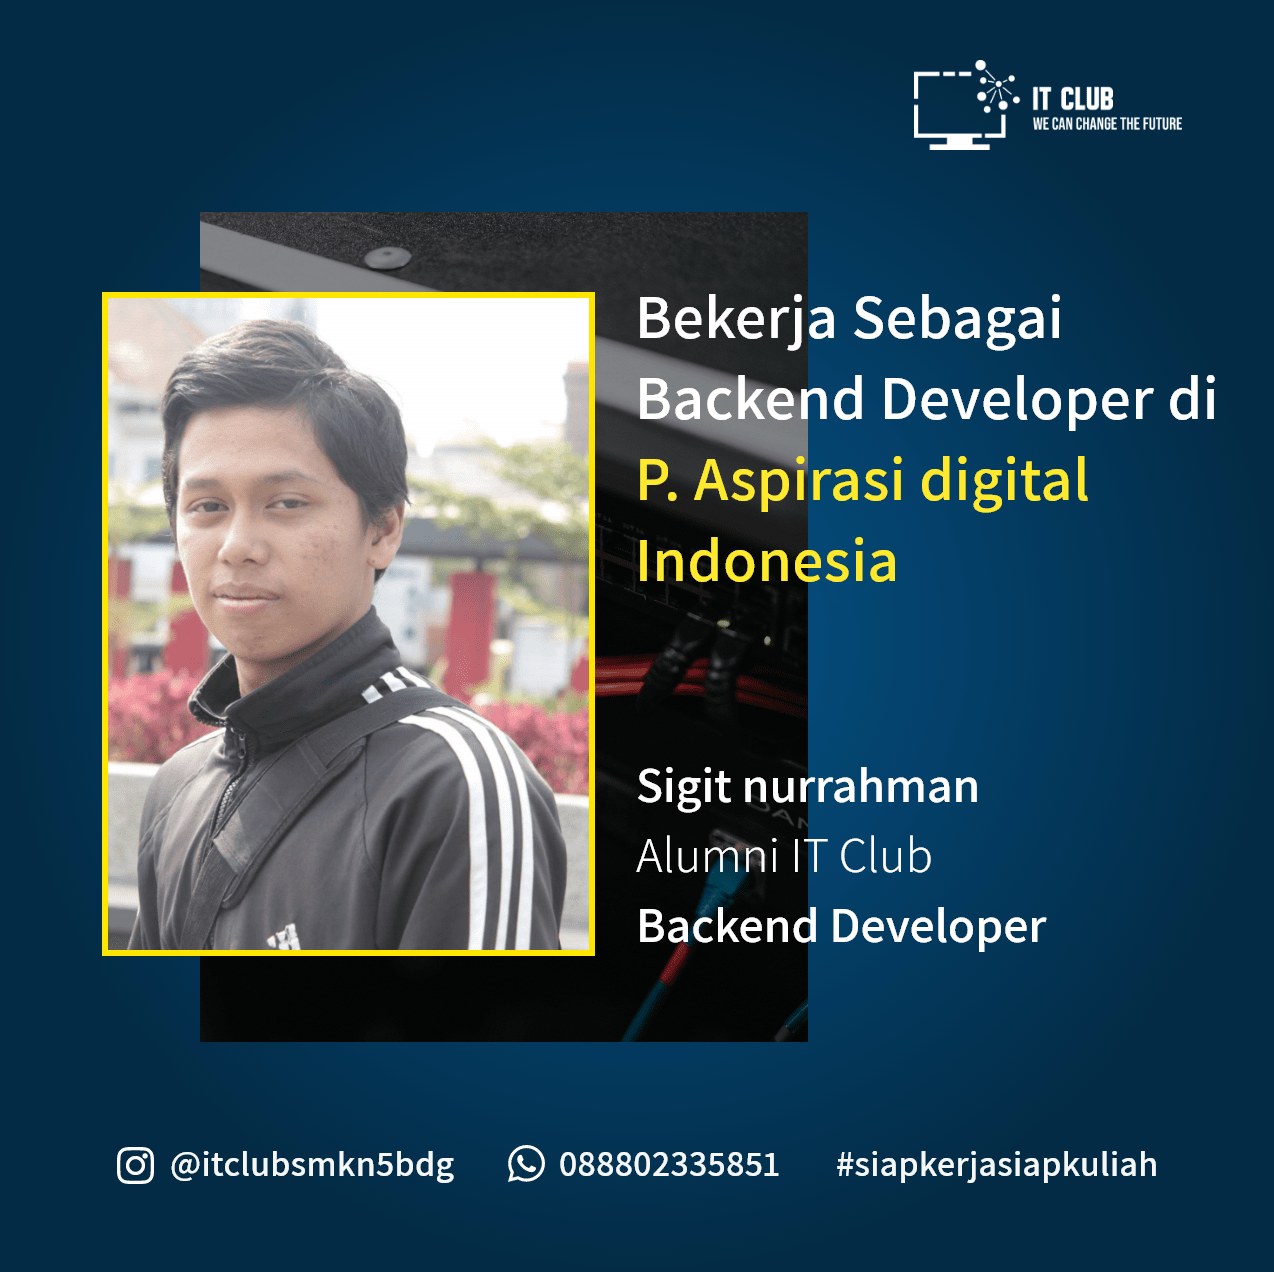 IT CLUB
WE CAN CHANGE THE FUTURE
Bekerja Sebagai
Backend Developer di
P. Aspirasi digital
Indonesia
Sigit nurrahman
Alumni IT Club
Backend Developer
@itclubsmkn5bdg
088802335851
#siapkerjasiapkuliah